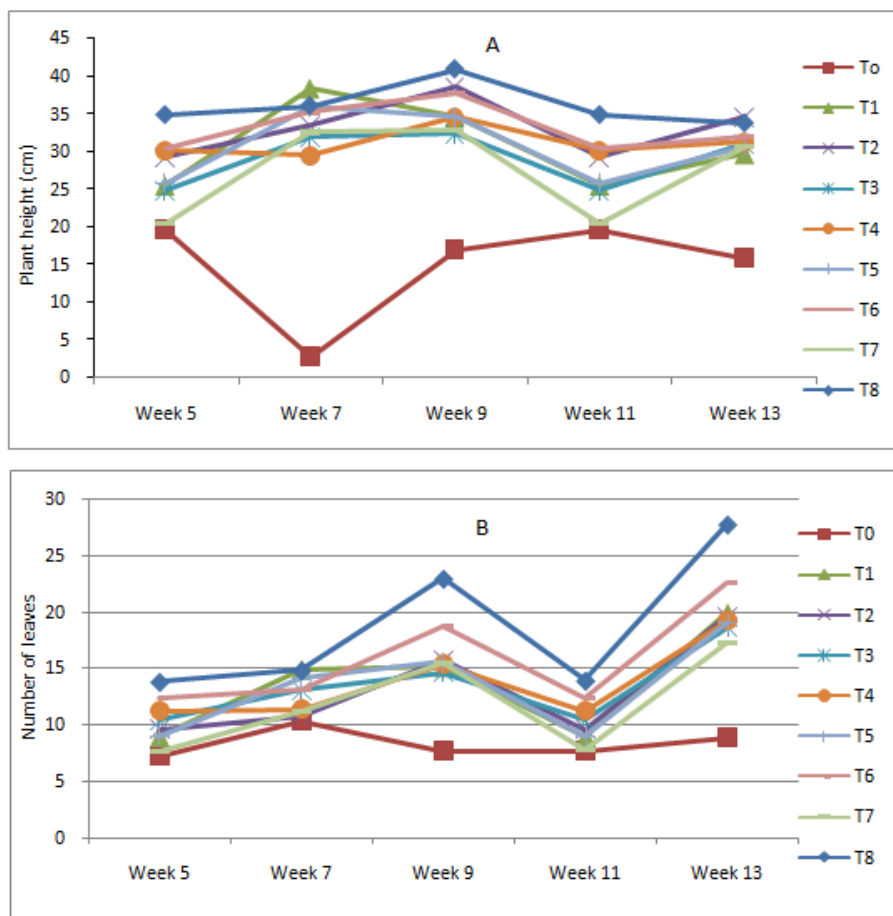 A
Plant height (cm)
45
40
35
30
25
20
15
10
5
0
Week 5 Week 7 Week 9 Week 11 Week 13
To
T1
T2
T3
T4
T5
T6
T7
T8
B
Number of leaves
30
25
20
15
10
5
0
Week 5 Week 7 Week 9 Week 11 Week 13
T0
T1
T2
T3
T4
T5
T6
T7
T8